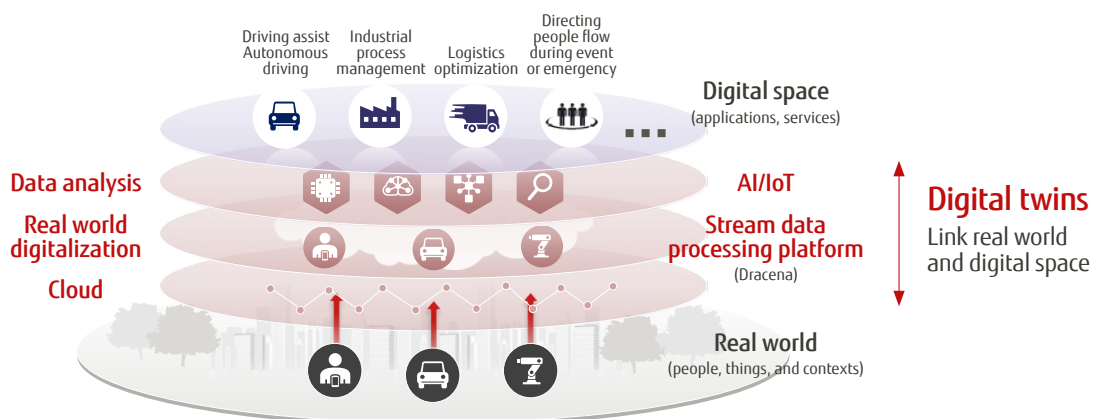 Driving assist
Autonomous
driving
Industrial
process
management
Logistics
optimization
Directing
people flow
during event
or emergency
Digital space
(applications, services)
Data analysis
AI/IoT
Real world
digitalization
Stream data
processing platform
(Dracena)
Cloud
Digital twins
Link real world
and digital space
Real world
(people, things, and contexts)